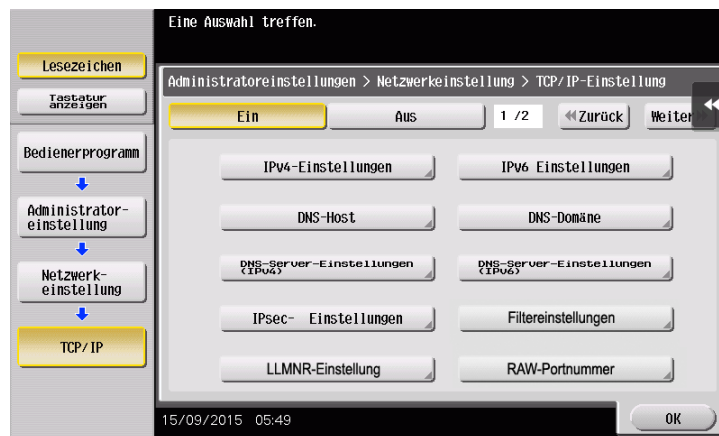 Eine Auswahl treffen.
Lesezeichen
Tastatur
anzeigen
Bedienerprogramm
Administrator-
einstellung
Netzwerk-
einstellung
TCP/IP
Administratoreinstellungen > Netzwerkeinstellung > TCP/IP-Einstellung
Ein Aus 1 /2 Zurück Weiter
IPv4-Einstellungen IPv6 Einstellungen
DNS-Host DNS-Domäne
DNS-Server-Einstellungen
(IPv4)
DNS-Server-Einstellungen
(IPv6)
IPsec- Einstellungen Filtereinstellungen
LLMNR-Einstellung RAW-Portnummer
15/09/2015 05:49 OK